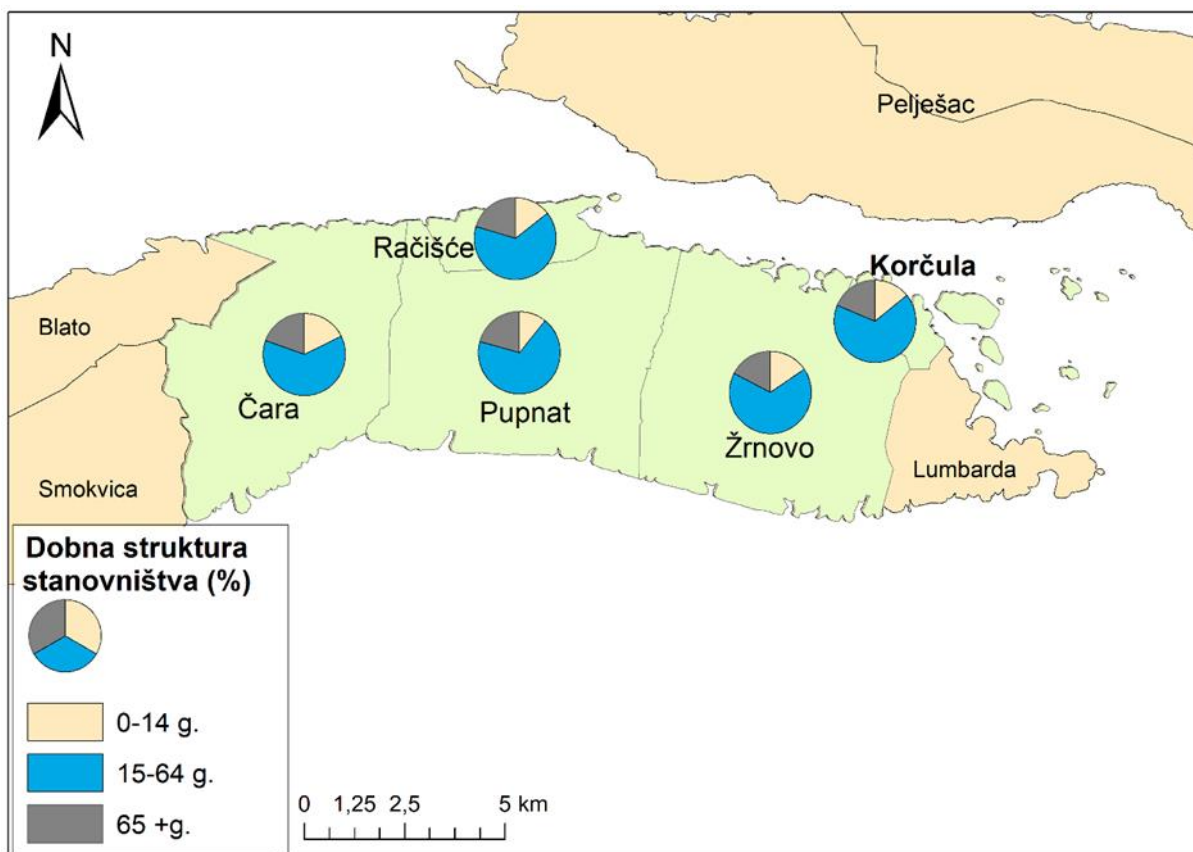 N
Pelješac
Račišće
Korčula
Blato
Čara
Pupnat
Žrnovo
Lumbarda
Smokvica
Dobna struktura
stanovništva (%)
0-14 g.
15-64 g.
65 +g.
0 1,25 2,5 5 km